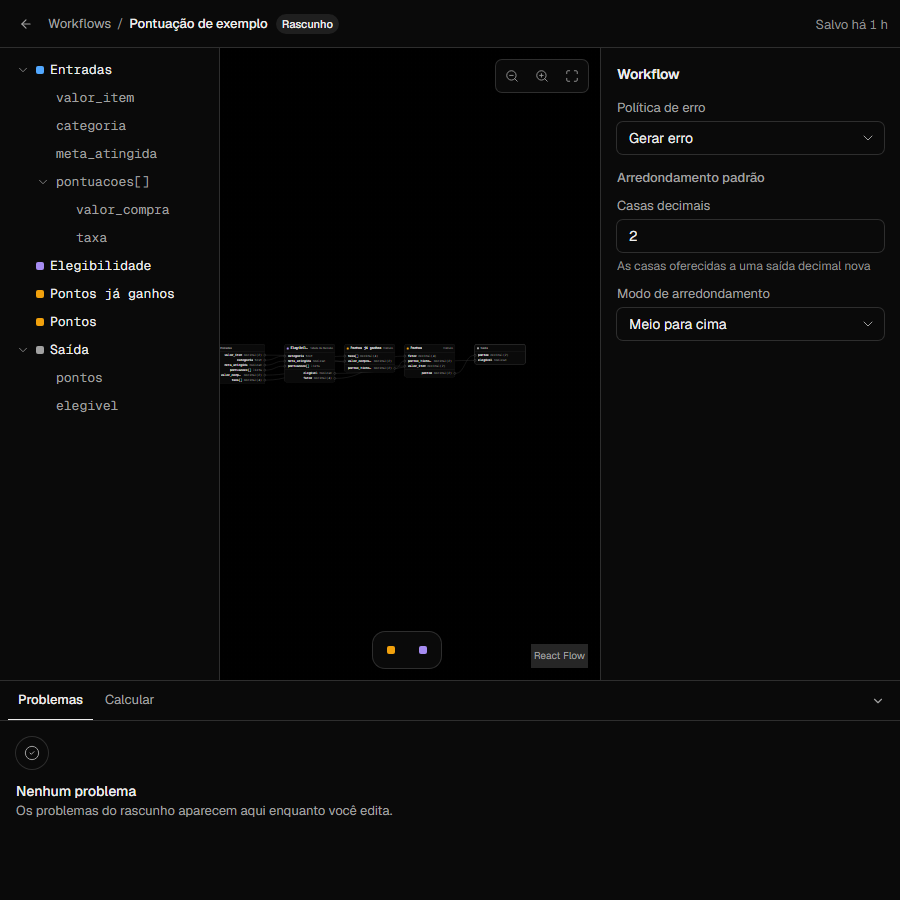 Workflows / Pontuação de exemplo Rascunho
Salvo há 1 h
Entradas
valor_item
categoria
meta_atingida
pontuacoes[]
valor_compra
taxa
Elegibilidade
Pontos já ganhos
Pontos
Saída
pontos
elegivel
React Flow
Workflow
Política de erro
Gerar erro
Arredondamento padrão
Casas decimais
2
As casas oferecidas a uma saída decimal nova
Modo de arredondamento
Meio para cima
Problemas Calcular
Nenhum problema
Os problemas do rascunho aparecem aqui enquanto você edita.